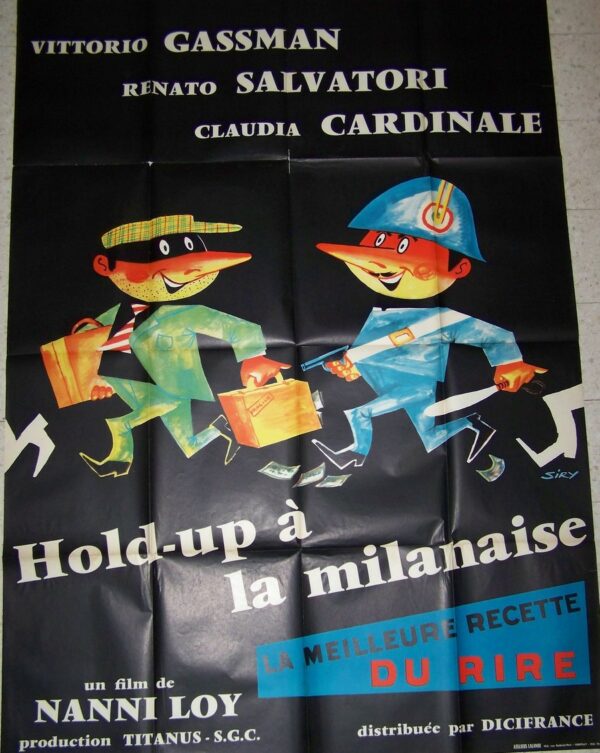 VITTORIO GASSMAN
RENATO SALVATORI
CLAUDIA CARDINALE
SIRY
Hold-up à
la milanaise
LA MEILLEURE RECETTE
DU RIRE
un film de
NANNI LOY
production TITANUS - S.G.C.
distribuée par DICIFRANCE